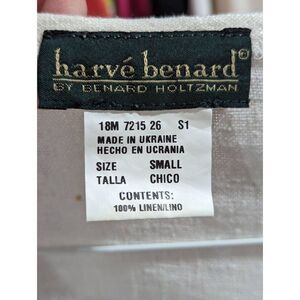 harvé benard®
BY BENARD HOLTZMAN
18M 7215 26 S1
MADE IN UKRAINE
HECHO EN UCRANIA
SIZE SMALL
TALLA CHICO
CONTENTS:
100% LINEN/LINO